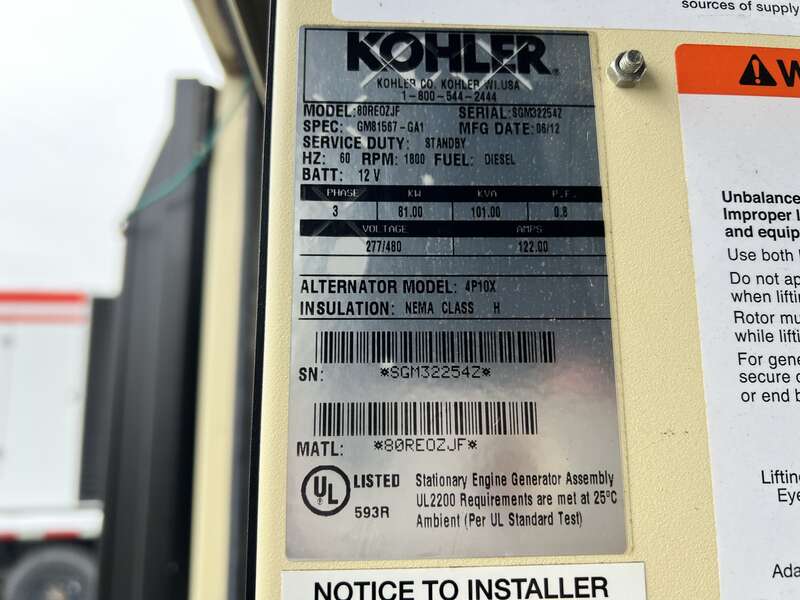 sources of supply
KOHLER®
KOHLER CO. KOHLER WI. USA
1-800-544-2444
MODEL: 80REOZJF SERIAL: SGM32254Z
SPEC: GM81567-GA1 MFG DATE: 06/12
SERVICE DUTY: STANDBY
HZ: 60 RPM: 1800 FUEL: DIESEL
BATT: 12 V
PHASE KW KVA P.F.
3 81.00 101.00 0.8
VOLTAGE AMPS
277/480 122.00
ALTERNATOR MODEL: 4P10X
INSULATION: NEMA CLASS H
SN: *SGM32254Z*
MATL: *80REOZJF*
UL LISTED
593R
Stationary Engine Generator Assembly
UL2200 Requirements are met at 25°C
Ambient (Per UL Standard Test)
NOTICE TO INSTALLER
W
Unbalance
Improper l
and equip
Use both
Do not ap
when lifti
Rotor mu
while lifti
For gene
secure
or end b
Lifting
Eye
Ada